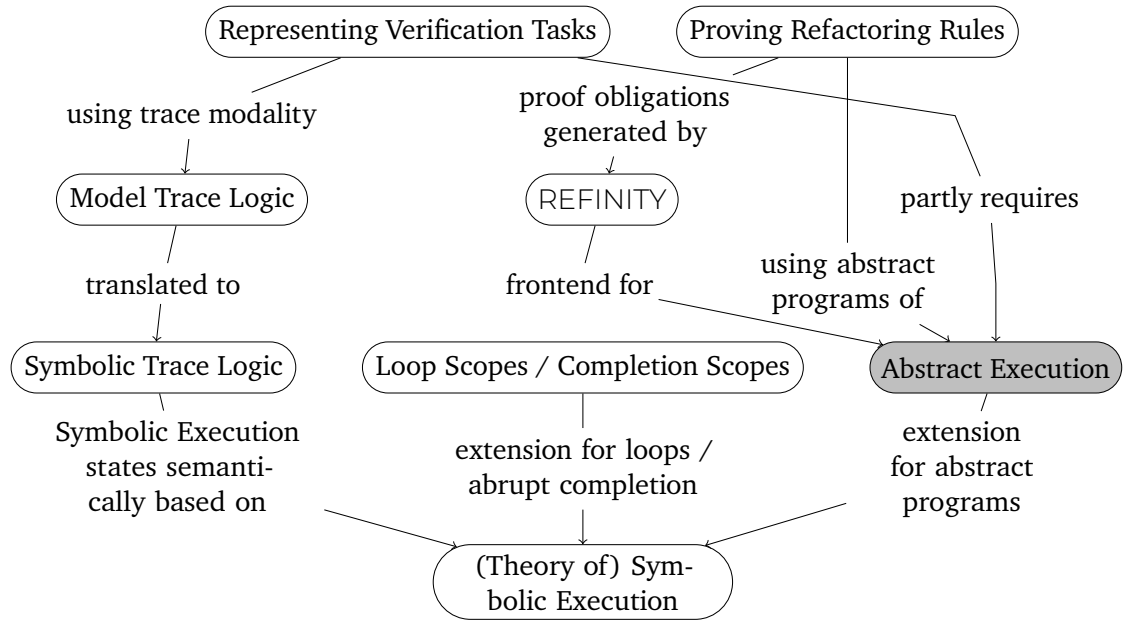 Representing Verification Tasks
Proving Refactoring Rules
using trace modality
proof obligations
generated by
Model Trace Logic
REFINITY
partly requires
translated to
frontend for
using abstract
programs of
Symbolic Trace Logic
Loop Scopes / Completion Scopes
Abstract Execution
Symbolic Execution
states semanti-
cally based on
extension for loops /
abrupt completion
extension
for abstract
programs
(Theory of) Sym-
bolic Execution